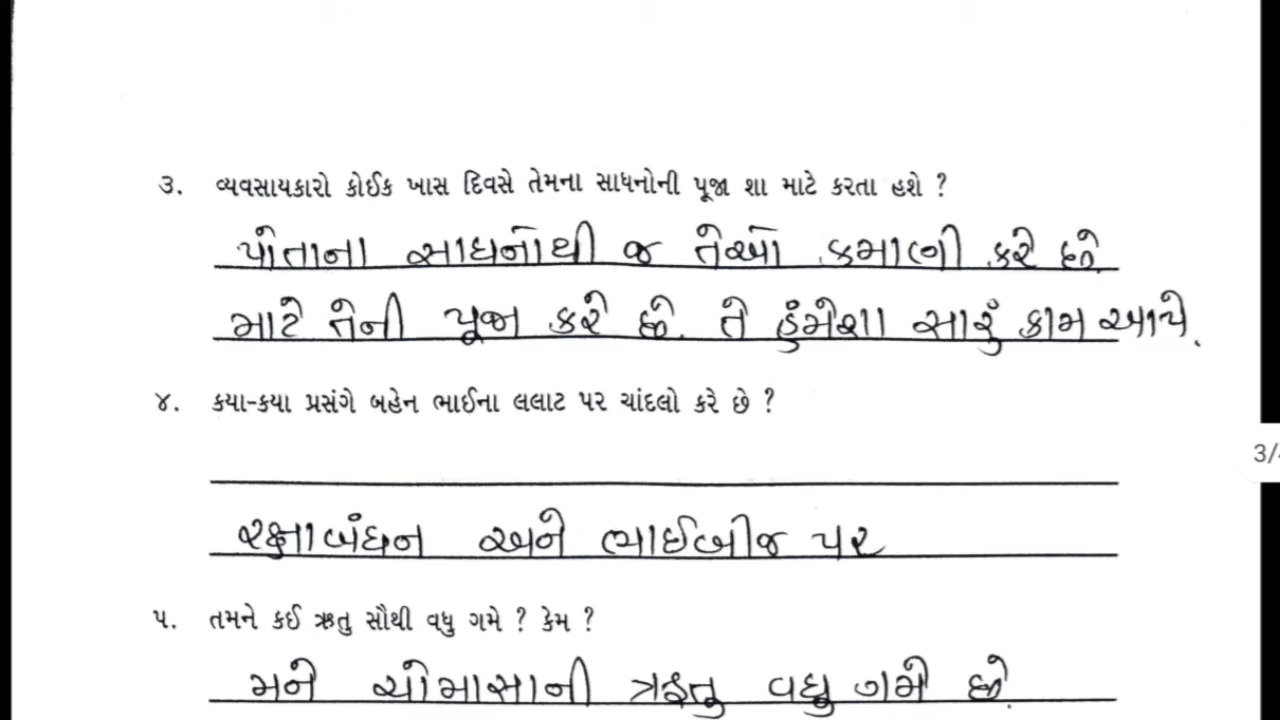 ૩. વ્યવસાયકારો કોઈક ખાસ દિવસે તેમના સાધનોની પૂજા શા માટે કરતા હશે ?
પોતાના સાધનોથી જ તેઓ કમાણી કરે છે.
માટે તેની પૂજા કરે છે. તે હંુમેશા સારું કામ આપે.
૪. કયા-કયા પ્રસંગે બહેન ભાઈના લલાટ પર ચાંદલો કરે છે ?
રક્ષાબંધન અને ભાઈબીજ પર
૫. તમને કઈ ઋતુ સૌથી વધુ ગમે ? કેમ ?
મને ચોમાસાની ઋતુ વધુ ગમે છે.
3/4